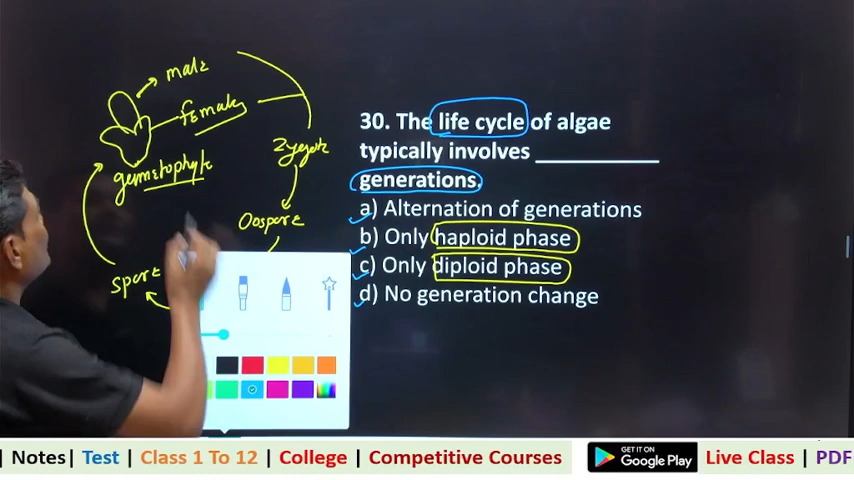 male
female
zyegote
germetophyte
Oospore
spore
30. The life cycle of algae
typically involves ___________
generations.
a) Alternation of generations
b) Only haploid phase
c) Only diploid phase
d) No generation change
| Notes| Test | Class 1 To 12 | College | Competitive Courses
GET IT ON
Google Play
Live Class | PDF